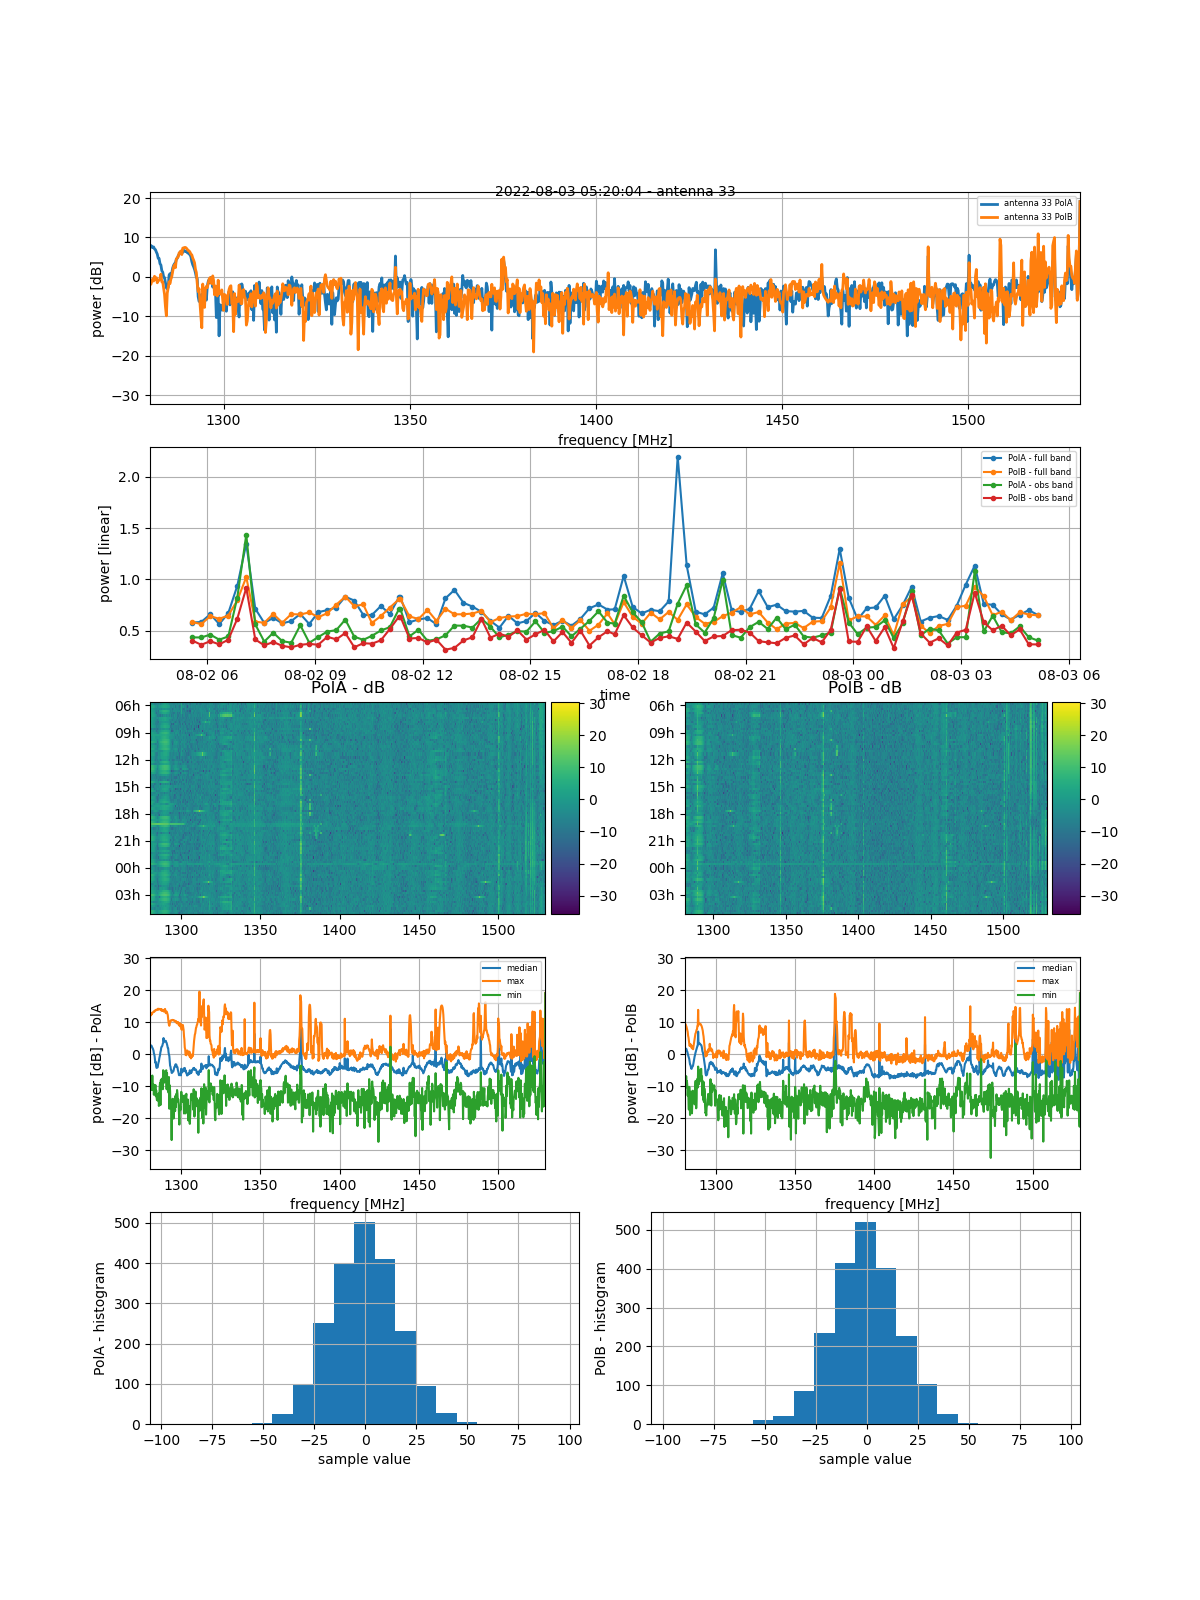 2022-08-03 05:20:04 - antenna 33
power [dB]
20
10
0
−10
−20
−30
antenna 33 PolA
antenna 33 PolB
1300 1350 1400 1450 1500
frequency [MHz]
power [linear]
2.0
1.5
1.0
0.5
PolA - full band
PolB - full band
PolA - obs band
PolB - obs band
08-02 06 08-02 09 08-02 12 08-02 15 08-02 18 08-02 21 08-03 00 08-03 03 08-03 06
time
PolA - dB
06h
09h
12h
15h
18h
21h
00h
03h
1300 1350 1400 1450 1500
30
20
10
0
−10
−20
−30
PolB - dB
06h
09h
12h
15h
18h
21h
00h
03h
1300 1350 1400 1450 1500
30
20
10
0
−10
−20
−30
power [dB] - PolA
30
20
10
0
−10
−20
−30
median
max
min
1300 1350 1400 1450 1500
frequency [MHz]
power [dB] - PolB
30
20
10
0
−10
−20
−30
median
max
min
1300 1350 1400 1450 1500
frequency [MHz]
PolA - histogram
500
400
300
200
100
0
−100 −75 −50 −25 0 25 50 75 100
sample value
PolB - histogram
500
400
300
200
100
0
−100 −75 −50 −25 0 25 50 75 100
sample value